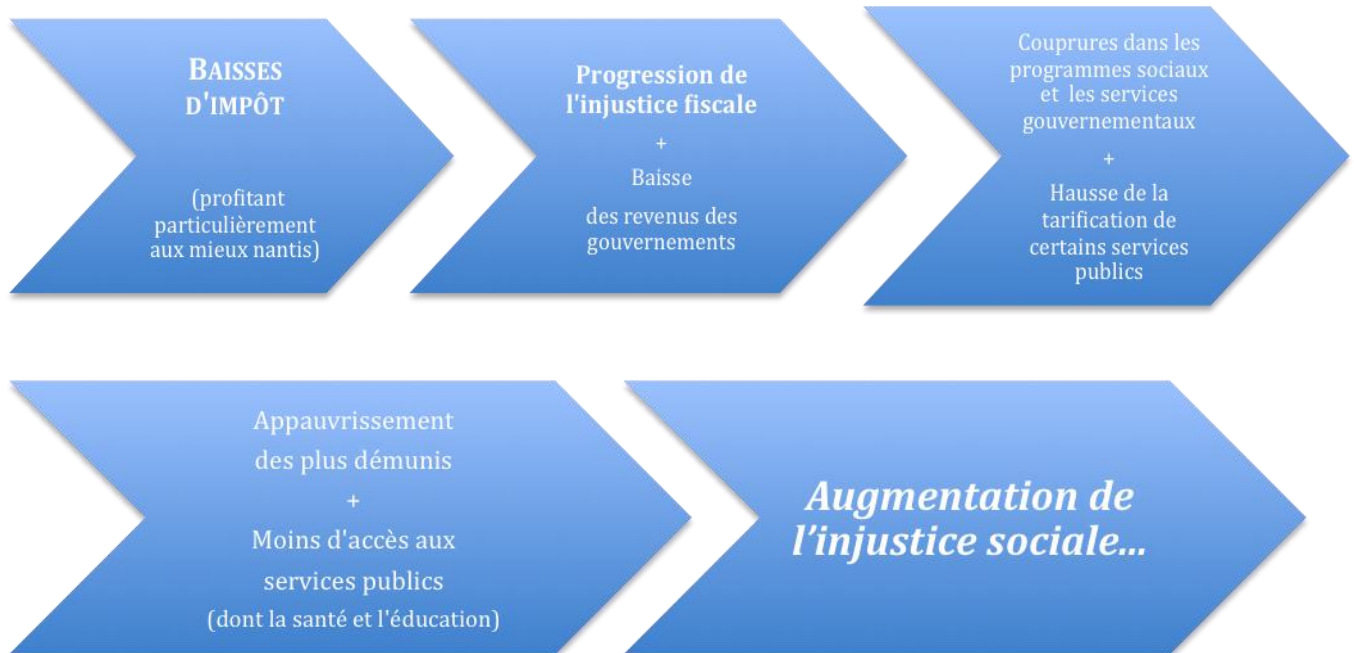 BAISSES
D'IMPÔT
(profitant
particulièrement
aux mieux nantis)
Progression de
l'injustice fiscale
+
Baisse
des revenus des
gouvernements
Couprures dans les
programmes sociaux
et les services
gouvernementaux
+
Hausse de la
tarification de
certains services
publics
Appauvrissement
des plus démunis
+
Moins d'accès aux
services publics
(dont la santé et l'éducation)
Augmentation de
l’injustice sociale...